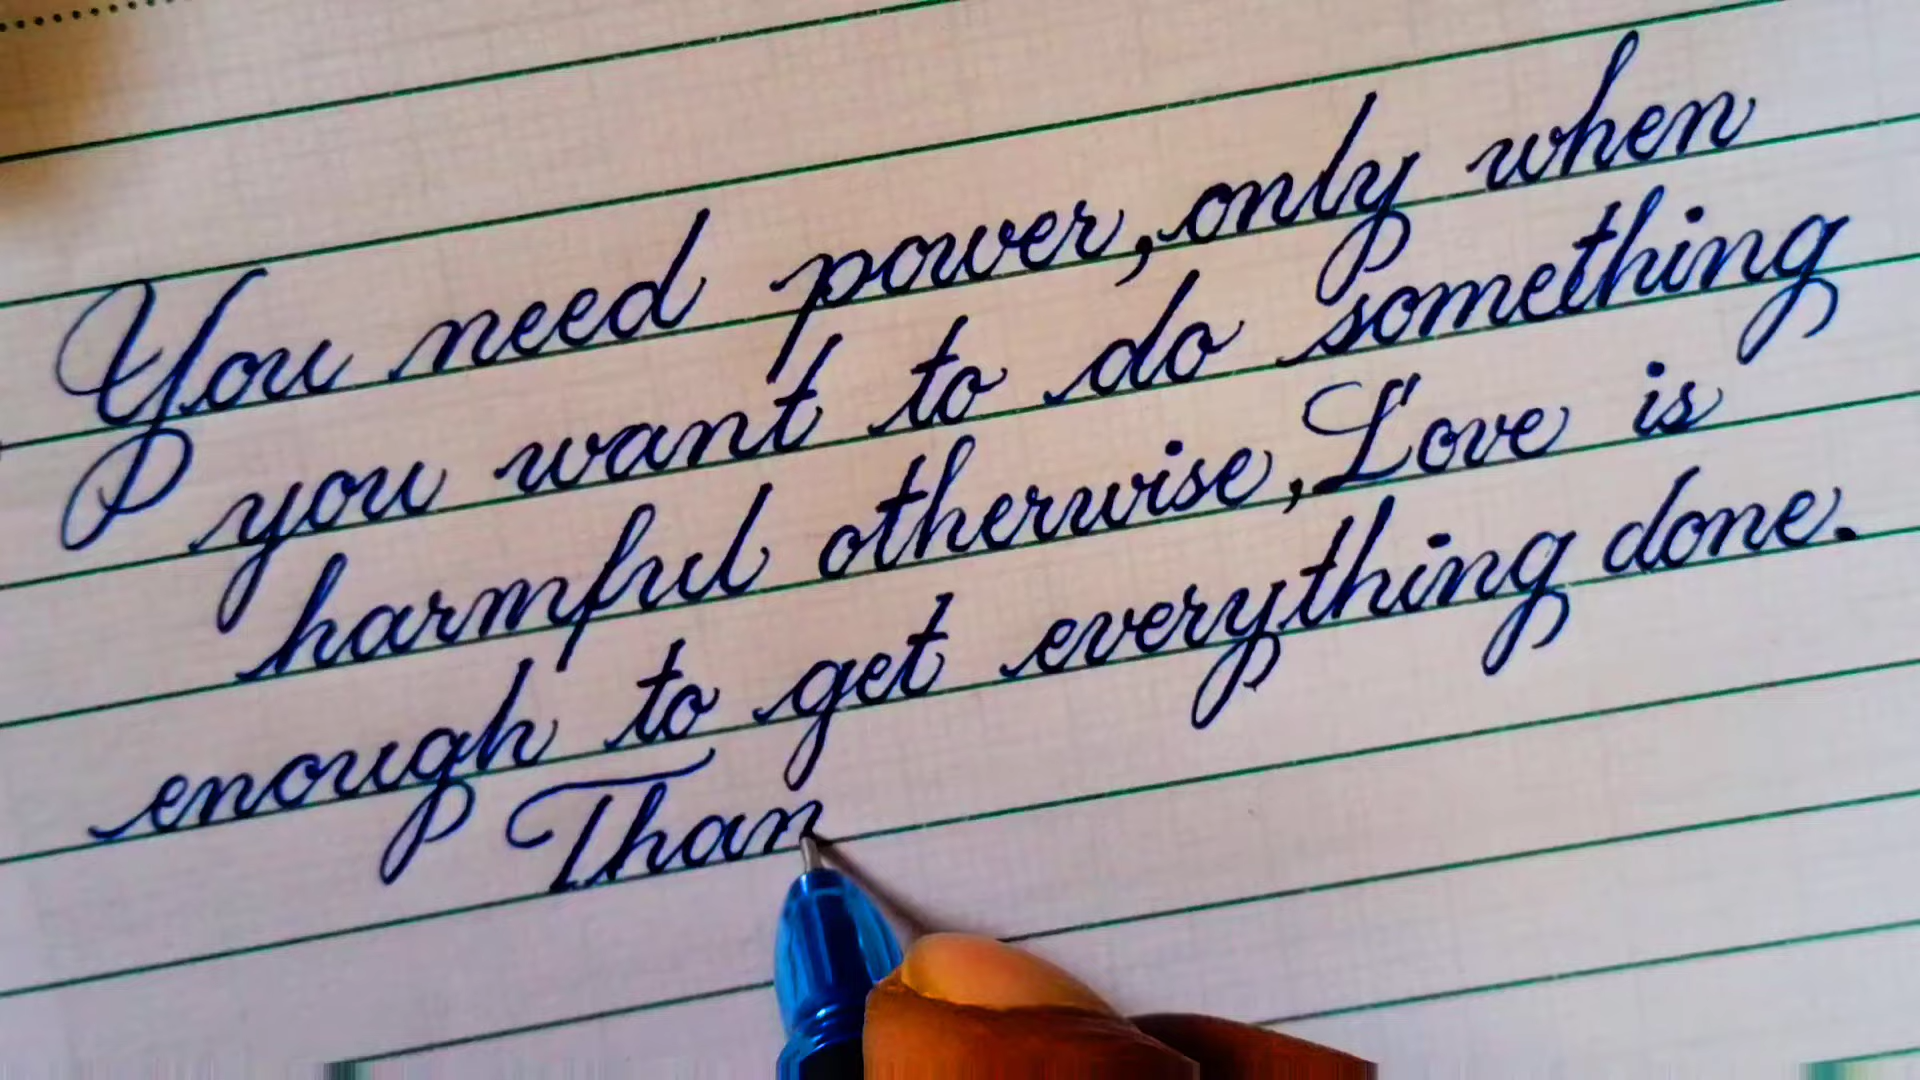 You need power, only when
you want to do something
harmful otherwise, Love is
enough to get everything done.
Than